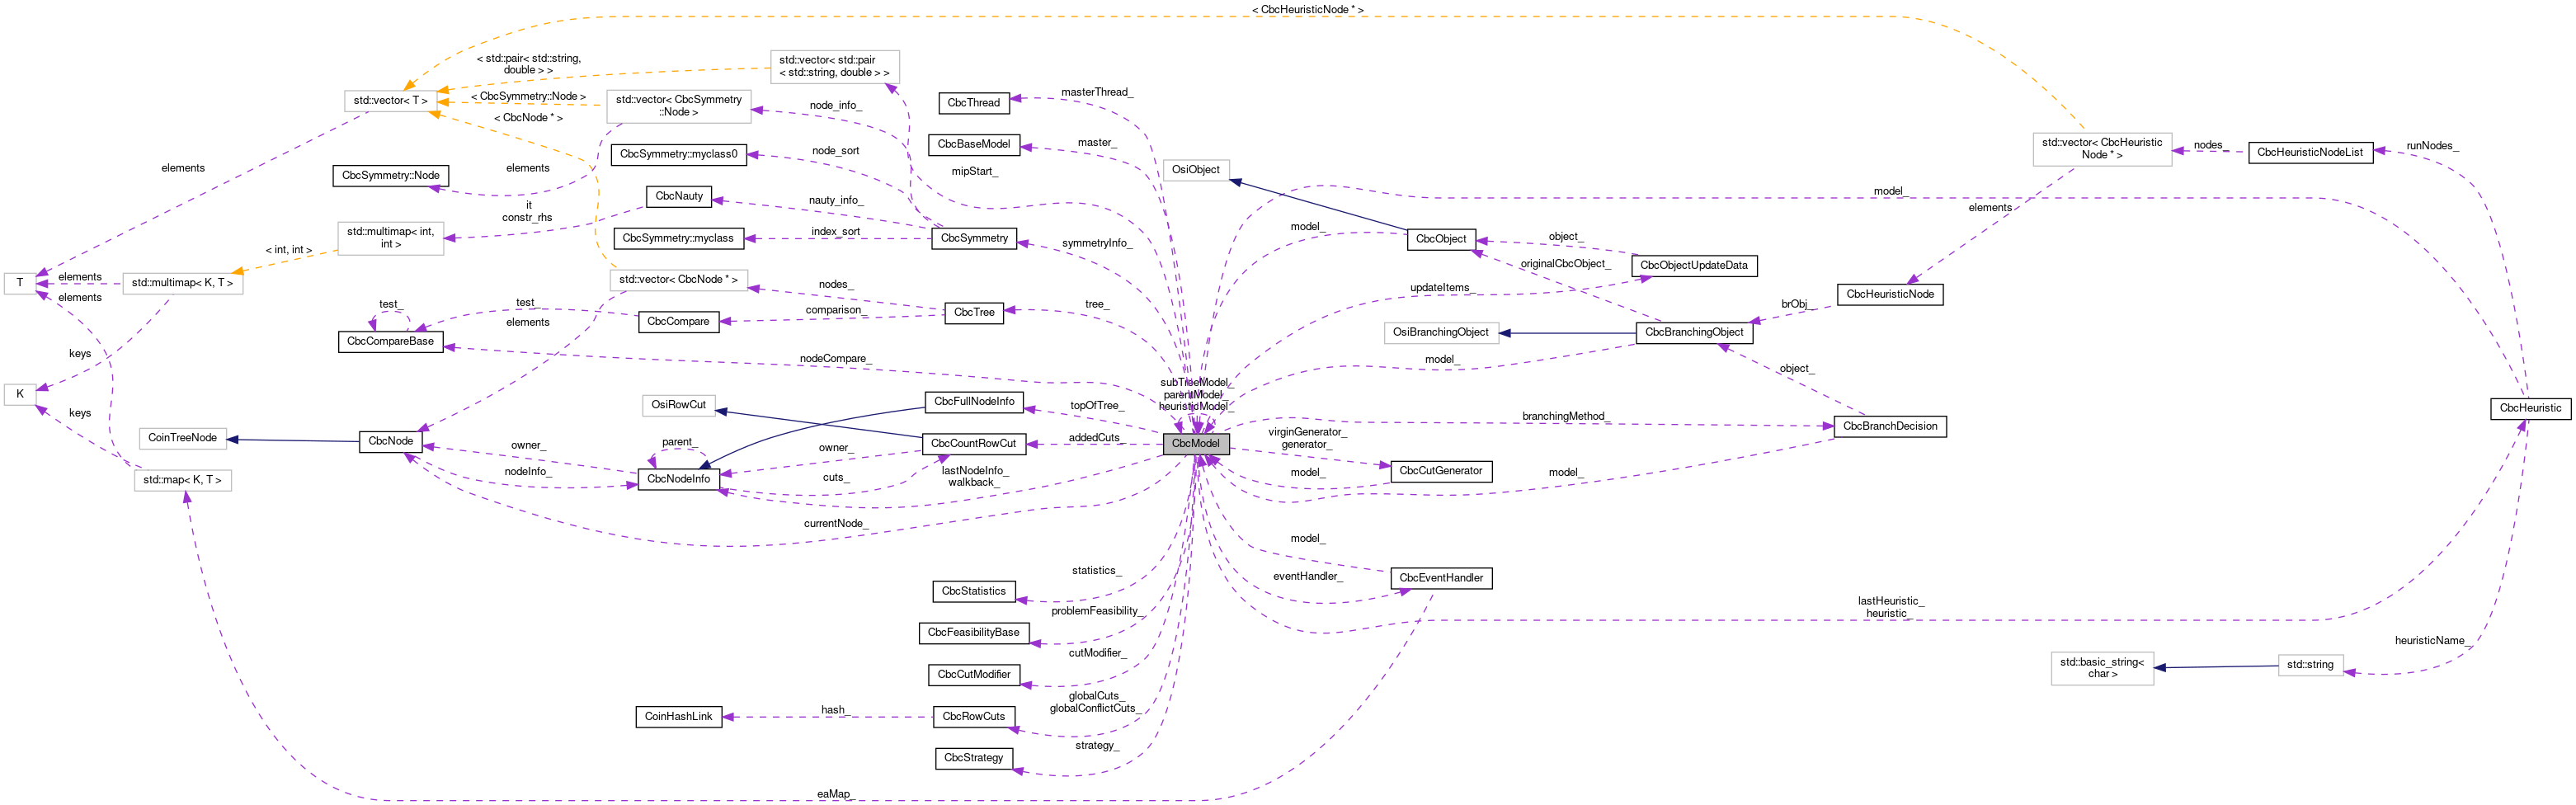 < CbcHeuristicNode * >
< std::pair< std::string,
double > >
std::vector< std::pair
< std::string, double > >
std::vector< T >
< CbcSymmetry::Node >
std::vector< CbcSymmetry
::Node >
< CbcNode * >
node_info_
CbcThread
masterThread_
CbcBaseModel
master_
std::vector< CbcHeuristic
Node * >
nodes_
CbcHeuristicNodeList
runNodes_
elements
CbcSymmetry::Node
elements
CbcSymmetry::myclass0
node_sort
mipStart_
OsiObject
CbcNauty
nauty_info_
it
constr_rhs
model_
elements
std::multimap< int,
int >
CbcSymmetry::myclass
index_sort
CbcSymmetry
symmetryInfo_
model_
CbcObject
object_
CbcObjectUpdateData
originalCbcObject_
< int, int >
T
elements
std::multimap< K, T >
elements
std::vector< CbcNode * >
nodes_
CbcTree
tree_
updateItems_
CbcHeuristicNode
brObj_
test_
test_
CbcCompare
comparison_
elements
CbcCompareBase
OsiBranchingObject
CbcBranchingObject
keys
nodeCompare_
model_
object_
subTreeModel_
parentModel_
heuristicModel_
K
keys
OsiRowCut
CbcFullNodeInfo
topOfTree_
CbcHeuristic
branchingMethod_
CbcBranchDecision
CoinTreeNode
CbcNode
owner_
parent_
CbcCountRowCut
addedCuts_
CbcModel
virginGenerator_
generator_
owner_
nodeInfo_
CbcNodeInfo
cuts_
lastNodeInfo_
walkback_
model_
CbcCutGenerator
model_
std::map< K, T >
currentNode_
model_
CbcStatistics
statistics_
eventHandler_
CbcEventHandler
lastHeuristic_
heuristic_
problemFeasibility_
CbcFeasibilityBase
heuristicName_
cutModifier_
CbcCutModifier
std::basic_string<
char >
std::string
globalCuts_
globalConflictCuts_
CoinHashLink
hash_
CbcRowCuts
strategy_
CbcStrategy
eaMap_